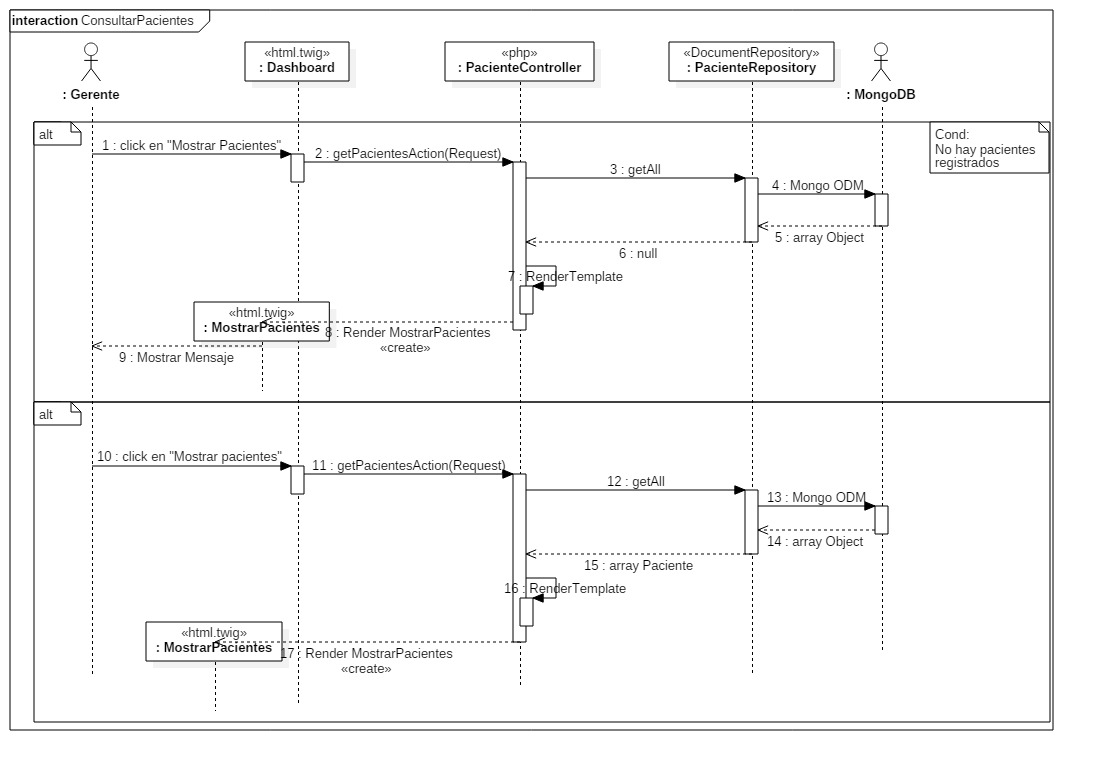 interaction ConsultarPacientes
«html.twig»
: Dashboard
«php»
: PacienteController
«DocumentRepository»
: PacienteRepository
: Gerente
: MongoDB
alt
Cond:
No hay pacientes
registrados
1 : click en "Mostrar Pacientes"
2 : getPacientesAction(Request)
3 : getAll
4 : Mongo ODM
5 : array Object
6 : null
7 : RenderTemplate
«html.twig»
: MostrarPacientes
8 : Render MostrarPacientes
«create»
9 : Mostrar Mensaje
alt
10 : click en "Mostrar pacientes"
11 : getPacientesAction(Request)
12 : getAll
13 : Mongo ODM
14 : array Object
15 : array Paciente
16 : RenderTemplate
«html.twig»
: MostrarPacientes
17 : Render MostrarPacientes
«create»